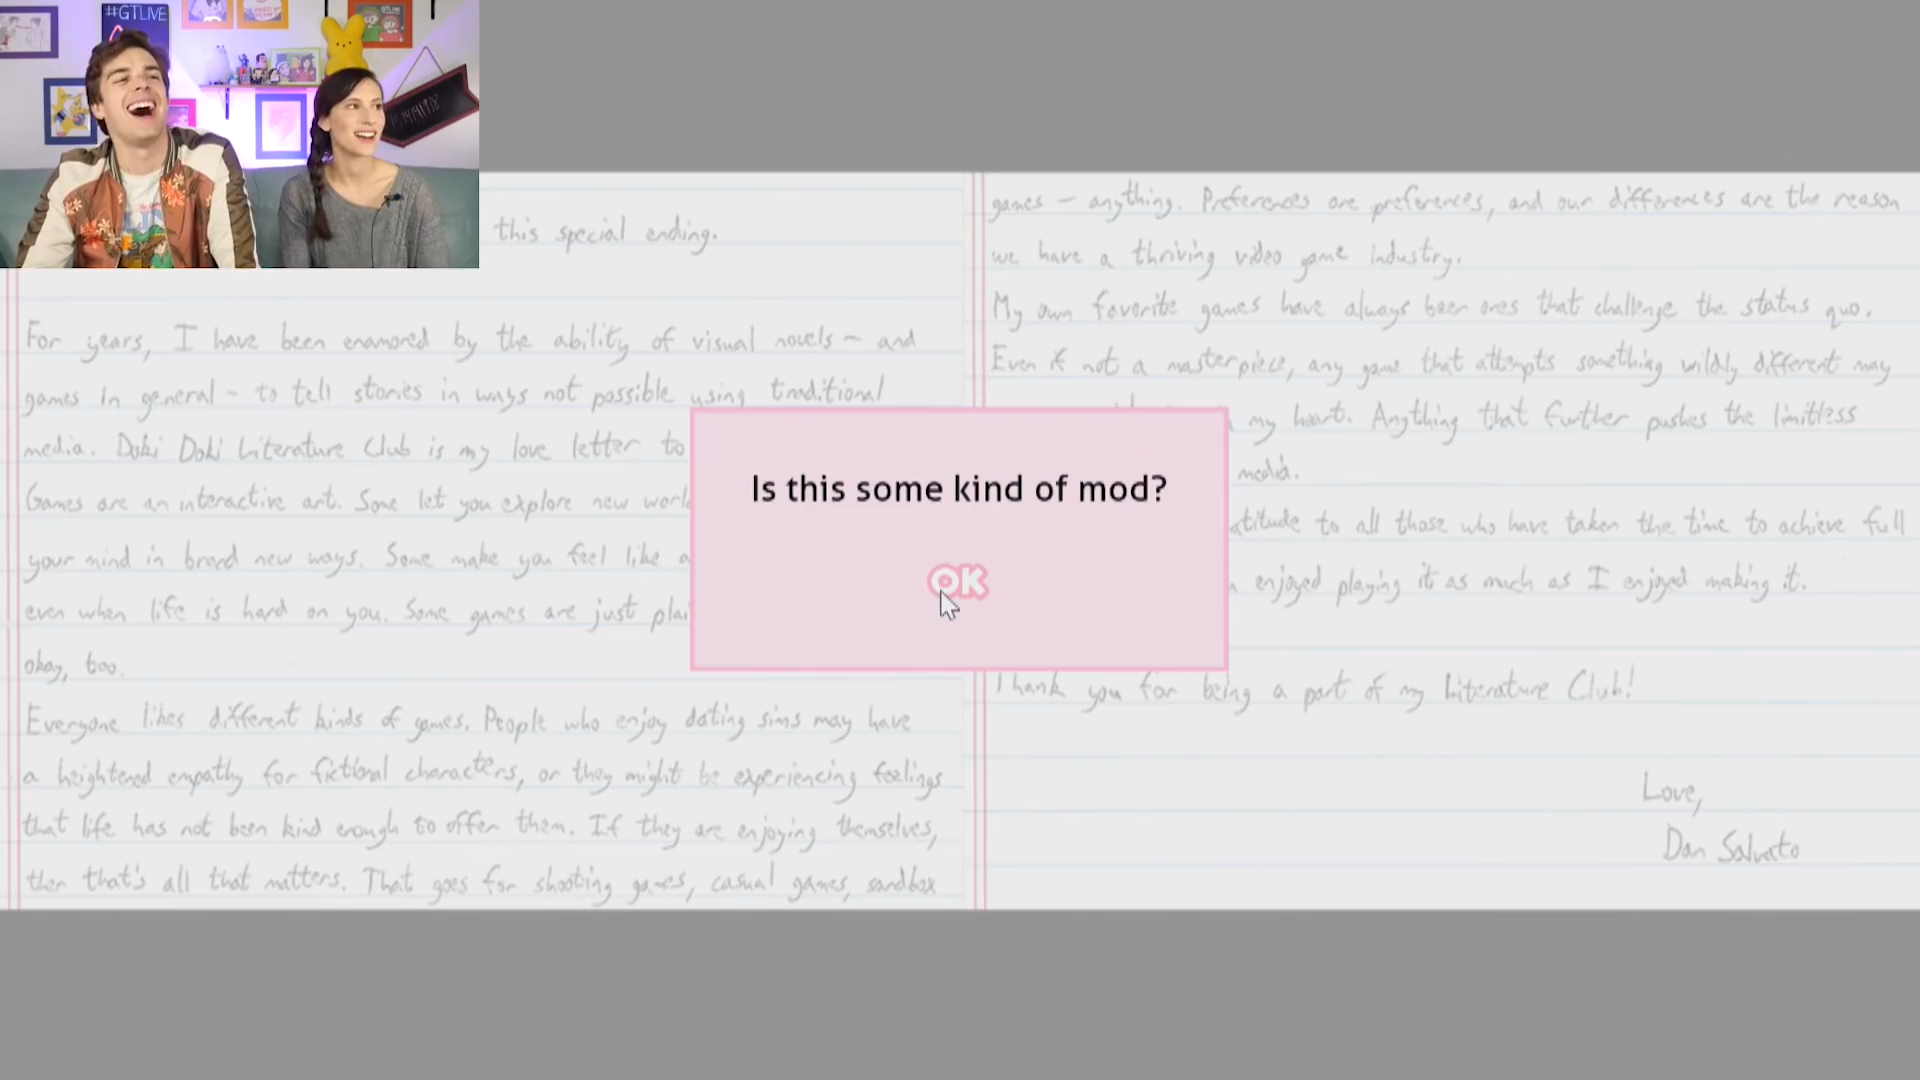 #GTLIVE
this special ending.
For years, I have been enamored by the ability of visual novels - and
games in general - to tell stories in ways not possible using traditional
media. Doki Doki Literature Club is my love letter to
Games are an interactive art. Some let you explore new worl
your mind in brand new ways. Some make you feel like a
even when life is hard on you. Some games are just plai
okay, too.
Everyone likes different kinds of games. People who enjoy dating sims may have
a heightened empathy for fictional characters, or they might be experiencing feelings
that life has not been kind enough to offer them. If they are enjoying themselves,
then that's all that matters. That goes for shooting games, casual games, sandbox
games - anything. Preferences are preferences, and our differences are the reason
we have a thriving video game industry.
My own favorite games have always been ones that challenge the status quo.
Even if not a masterpiece, any game that attempts something wildly different may
my heart. Anything that further pushes the limitless
media.
atitude to all those who have taken the time to achieve full
enjoyed playing it as much as I enjoyed making it.
Thank you for being a part of my Literature Club!
Love,
Dan Salvato
Is this some kind of mod?
OK